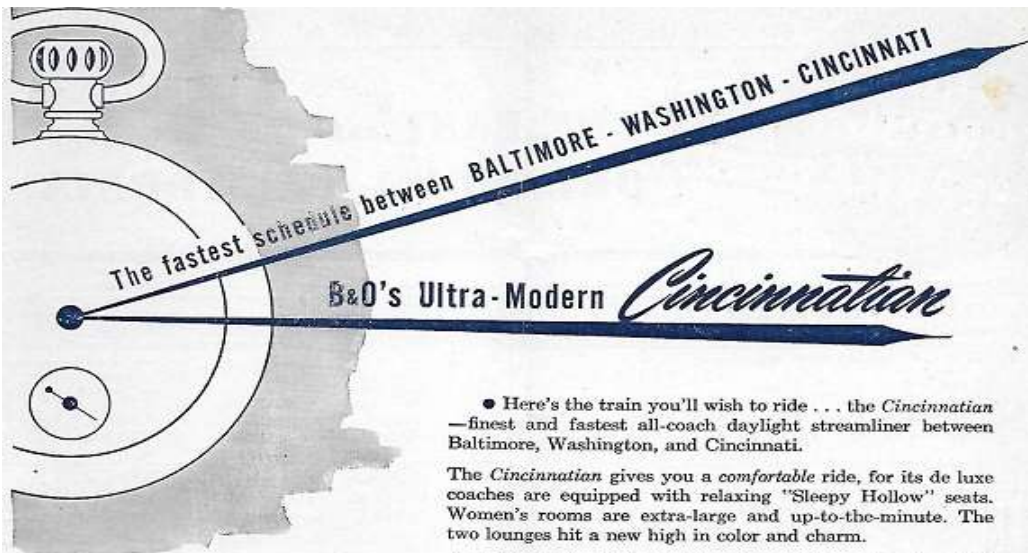 The fastest schedule between BALTIMORE - WASHINGTON - CINCINNATI
B&O's Ultra-Modern Cincinnatian
● Here's the train you'll wish to ride . . . the Cincinnatian
—finest and fastest all-coach daylight streamliner between
Baltimore, Washington, and Cincinnati.
The Cincinnatian gives you a comfortable ride, for its de luxe
coaches are equipped with relaxing "Sleepy Hollow" seats.
Women's rooms are extra-large and up-to-the-minute. The
two lounges hit a new high in color and charm.